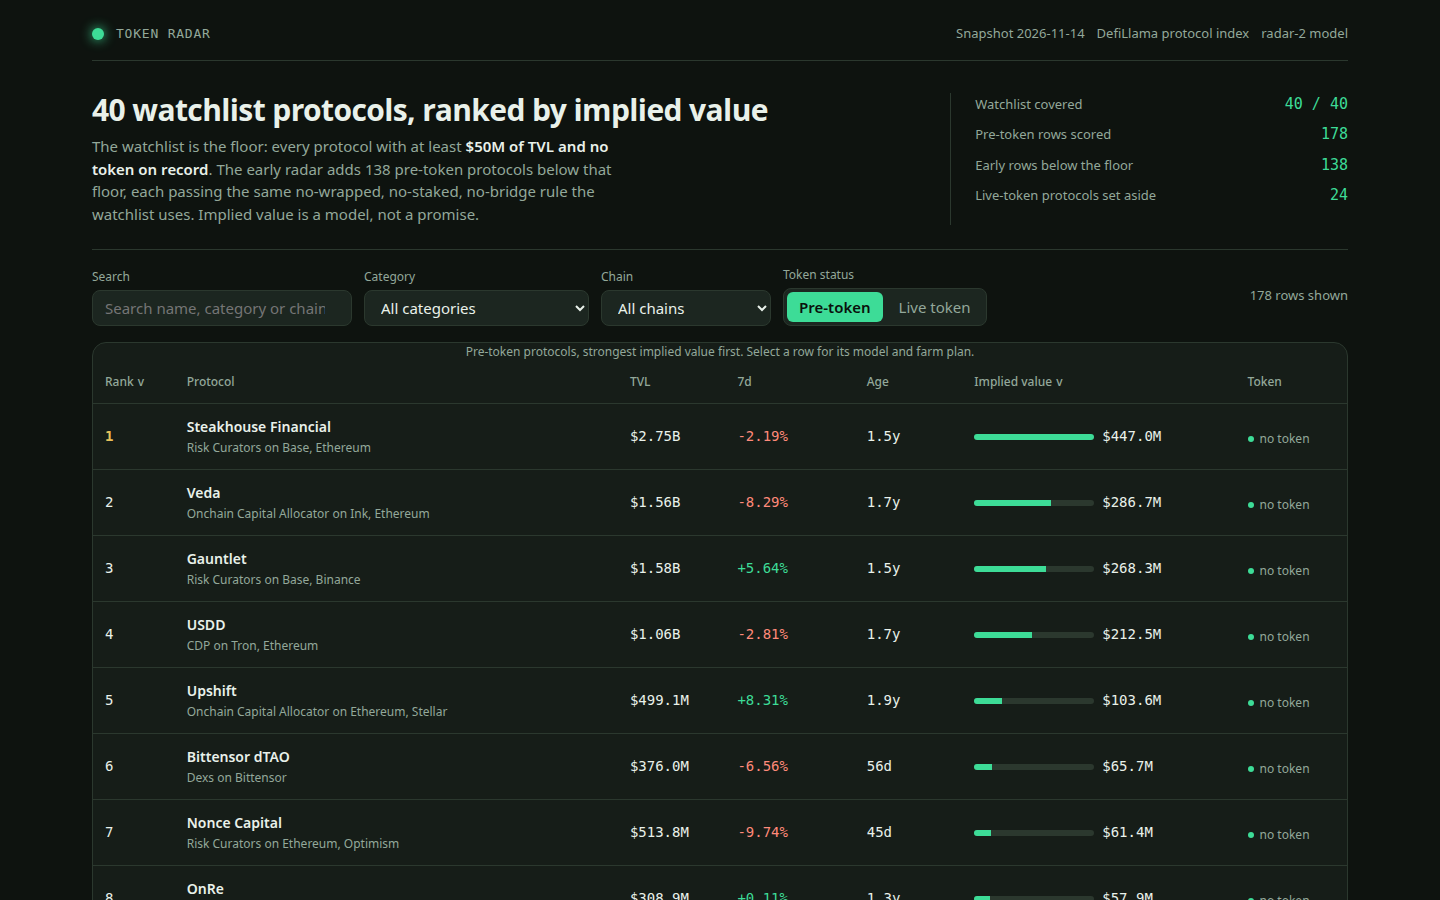 TOKEN RADAR
Snapshot 2026-11-14 DefiLlama protocol index radar-2 model
40 watchlist protocols, ranked by implied value
The watchlist is the floor: every protocol with at least $50M of TVL and no
token on record. The early radar adds 138 pre-token protocols below that
floor, each passing the same no-wrapped, no-staked, no-bridge rule the
watchlist uses. Implied value is a model, not a promise.
Watchlist covered 40 / 40
Pre-token rows scored 178
Early rows below the floor 138
Live-token protocols set aside 24
Search Category Chain Token status
Search name, category or chain All categories All chains Pre-token Live token
178 rows shown
Pre-token protocols, strongest implied value first. Select a row for its model and farm plan.
Rank v Protocol TVL 7d Age Implied value v Token
1 Steakhouse Financial $2.75B -2.19% 1.5y $447.0M no token
Risk Curators on Base, Ethereum
2 Veda $1.56B -8.29% 1.7y $286.7M no token
Onchain Capital Allocator on Ink, Ethereum
3 Gauntlet $1.58B +5.64% 1.5y $268.3M no token
Risk Curators on Base, Binance
4 USDD $1.06B -2.81% 1.7y $212.5M no token
CDP on Tron, Ethereum
5 Upshift $499.1M +8.31% 1.9y $103.6M no token
Onchain Capital Allocator on Ethereum, Stellar
6 Bittensor dTAO $376.0M -6.56% 56d $65.7M no token
Dexs on Bittensor
7 Nonce Capital $513.8M -9.74% 45d $61.4M no token
Risk Curators on Ethereum, Optimism
8 OnRe $308.9M +0.11% 1.3y $57.9M no token